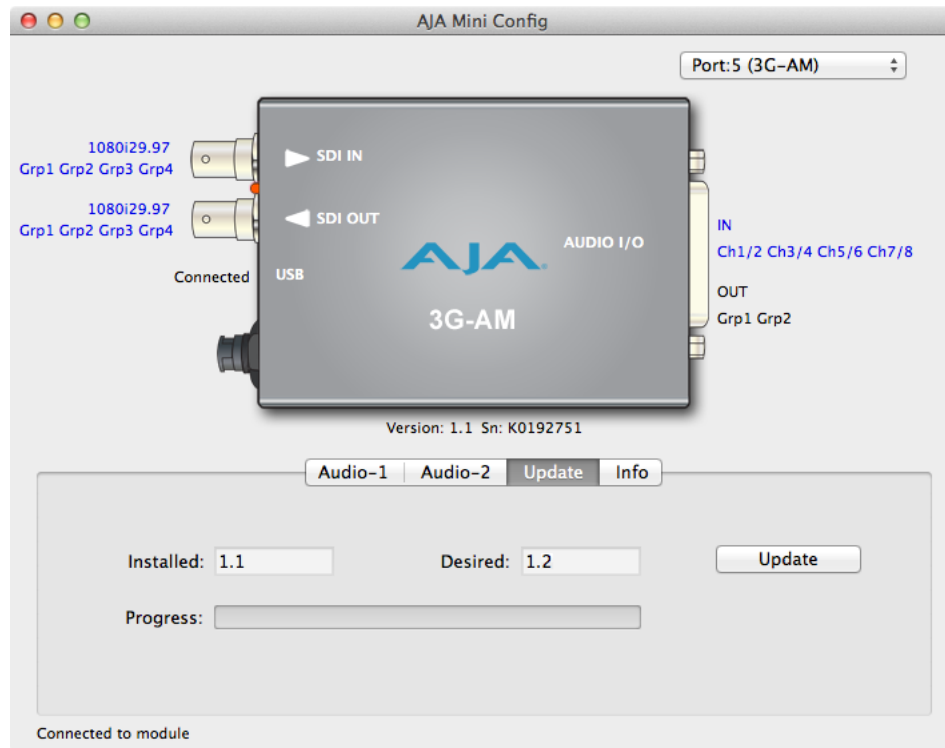 AJA Mini Config
Port:5 (3G-AM)
1080i29.97
Grp1 Grp2 Grp3 Grp4
SDI IN
1080i29.97
Grp1 Grp2 Grp3 Grp4
SDI OUT
AUDIO I/O
IN
Ch1/2 Ch3/4 Ch5/6 Ch7/8
Connected
USB
AJA.
OUT
Grp1 Grp2
3G-AM
Version: 1.1 Sn: K0192751
Audio-1 Audio-2 Update Info
Installed: 1.1 Desired: 1.2 Update
Progress:
Connected to module